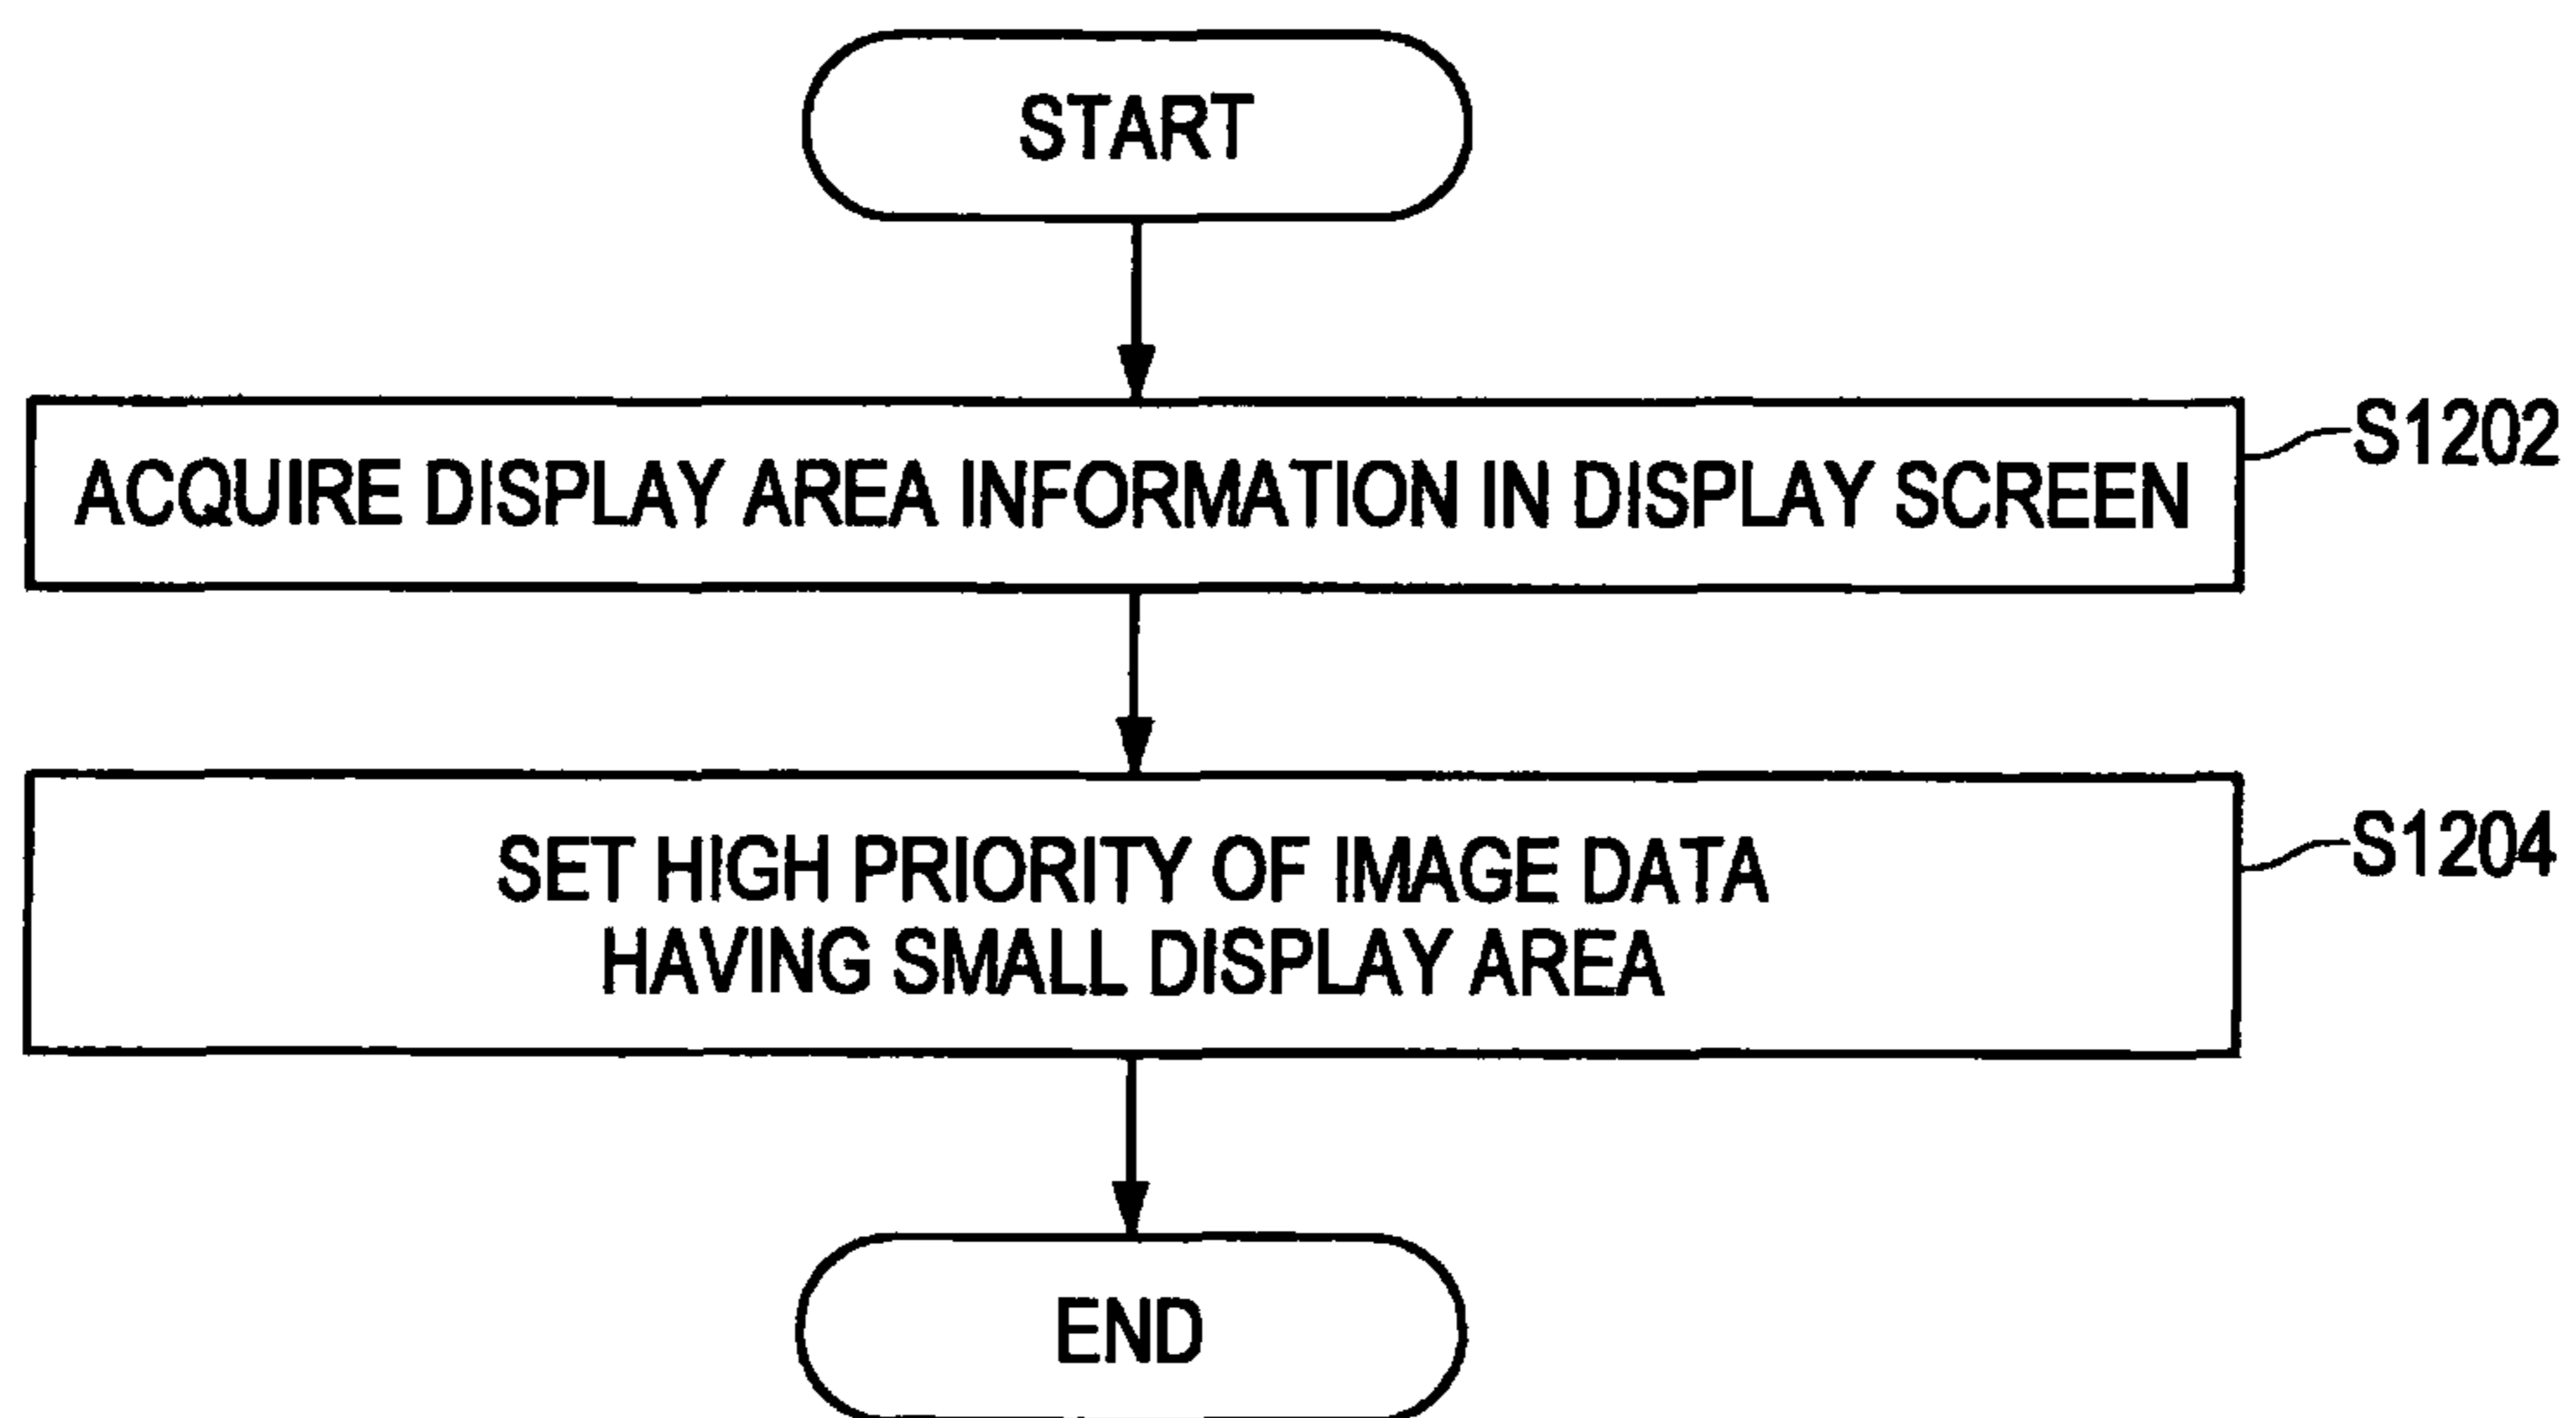 START
ACQUIRE DISPLAY AREA INFORMATION IN DISPLAY SCREEN
S1202
SET HIGH PRIORITY OF IMAGE DATA
HAVING SMALL DISPLAY AREA
S1204
END